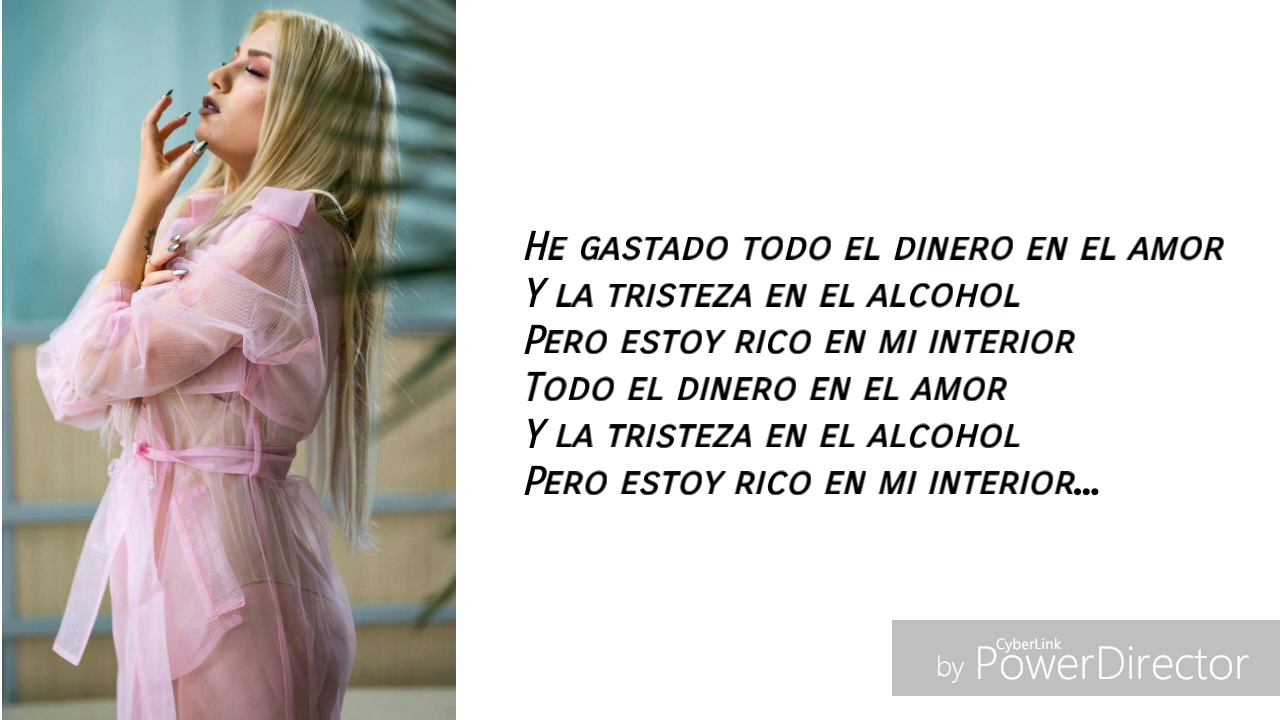 He gastado todo el dinero en el amor
Y la tristeza en el alcohol
Pero estoy rico en mi interior
Todo el dinero en el amor
Y la tristeza en el alcohol
Pero estoy rico en mi interior...
CyberLink
by PowerDirector